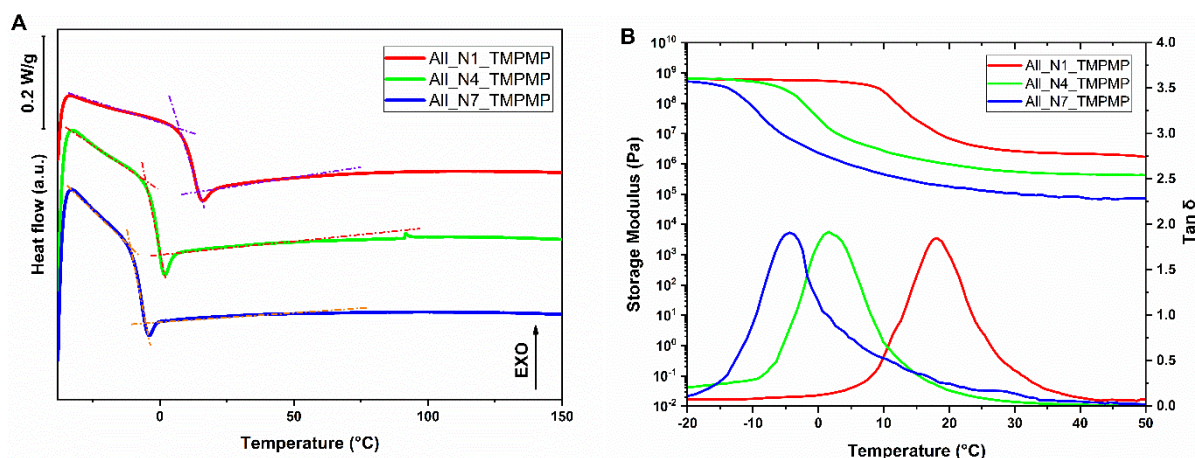 A
0.2 W/g
All_N1_TMPMP
All_N4_TMPMP
All_N7_TMPMP
Heat flow (a.u.)
EXO
0
50
100
150
Temperature (°C)
B
10^10
10^9
10^8
10^7
10^6
10^5
10^4
10^3
10^2
10^1
10^0
10^-1
10^-2
Storage Modulus (Pa)
All_N1_TMPMP
All_N4_TMPMP
All_N7_TMPMP
4.0
3.5
3.0
2.5
2.0
1.5
1.0
0.5
0.0
Tan δ
-20
-10
0
10
20
30
40
50
Temperature (°C)